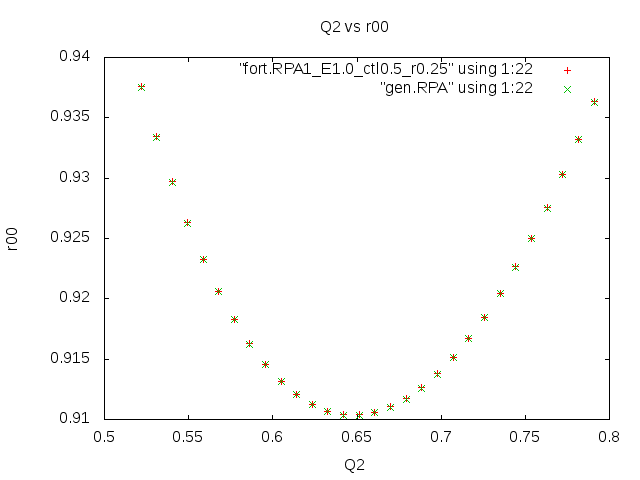 Q2 vs r00
"fort.RPA1_E1.0_ctl0.5_r0.25" using 1:22
"gen.RPA" using 1:22
0.94
0.935
0.93
0.925
0.92
0.915
0.91
r00
0.5 0.55 0.6 0.65 0.7 0.75 0.8
Q2